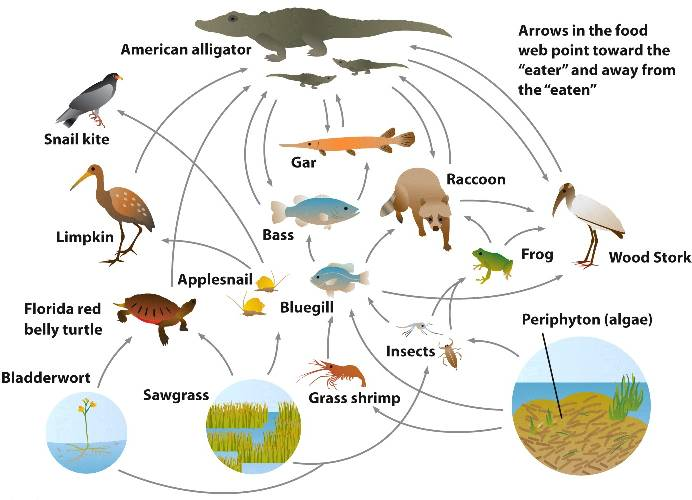 American alligator
Arrows in the food
web point toward the
“eater” and away from
the “eaten”
Snail kite
Gar
Raccoon
Limpkin
Bass
Frog
Wood Stork
Applesnail
Florida red
belly turtle
Bluegill
Periphyton (algae)
Insects
Bladderwort
Sawgrass
Grass shrimp